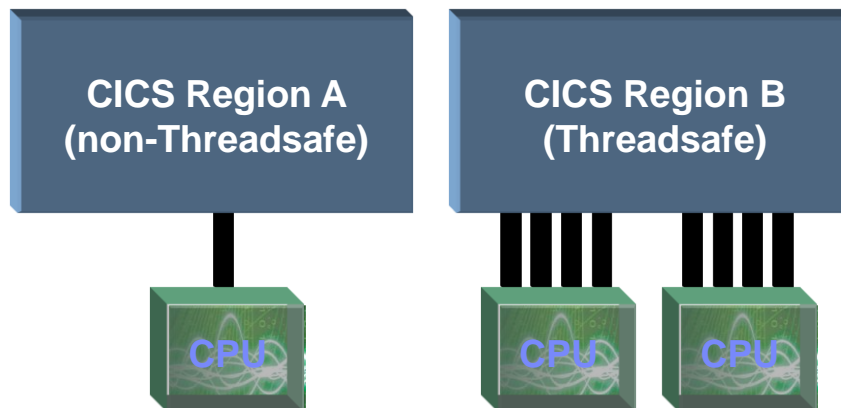 CICS Region A
(non-Threadsafe)
CICS Region B
(Threadsafe)
CPU
CPU
CPU